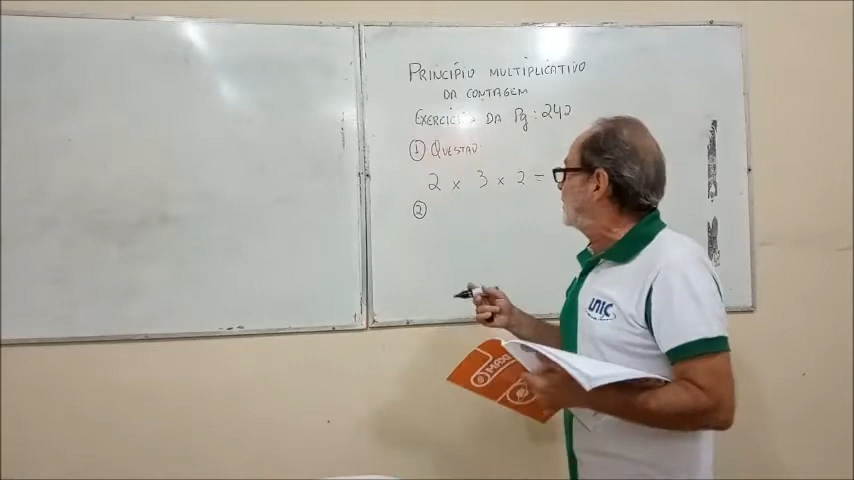 PRINCÍPIO MULTIPLICATIVO
DA CONTAGEM
EXERCÍCIOS DA Pg: 242
① QUESTÃO
2 x 3 x 2 =
②
UNIC